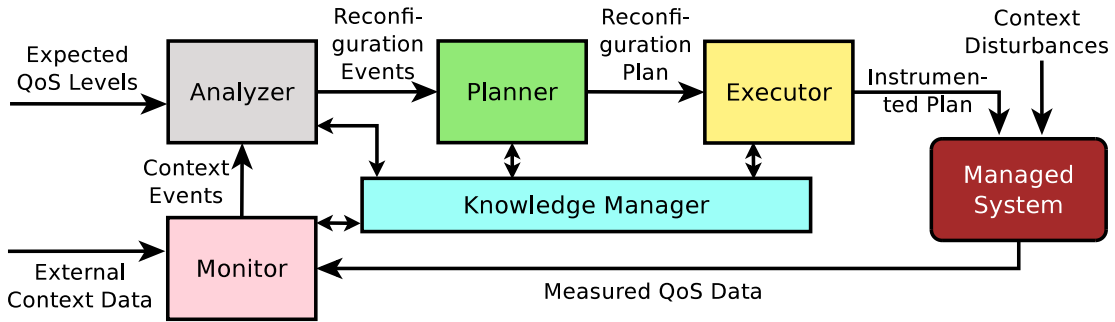 Expected
QoS Levels
Analyzer
Reconfi-
guration
Events
Planner
Reconfi-
guration
Plan
Executor
Instrumen-
ted Plan
Context
Disturbances
Managed
System
Context
Events
Knowledge Manager
External
Context Data
Monitor
Measured QoS Data